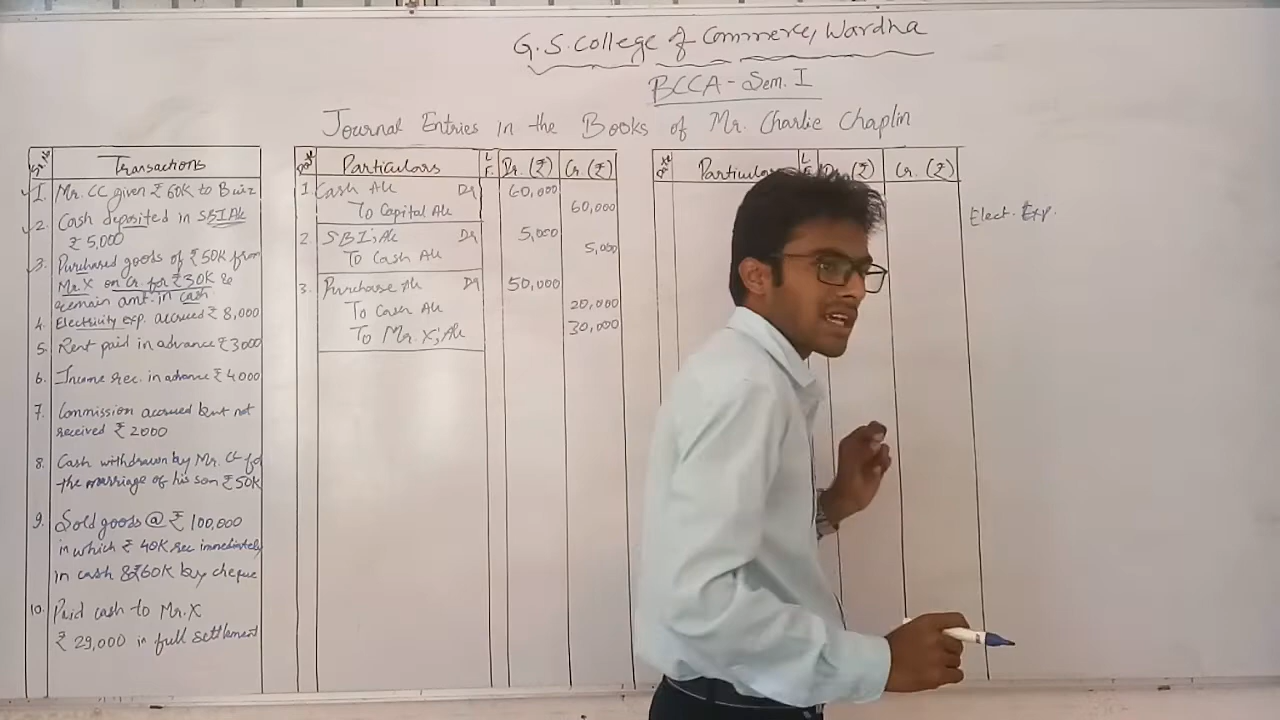 G.S. College of Commerce, Wardha
BCCA - Sem. I
Journal Entries in the Books of Mr. Charlie Chaplin
Sr. No
Transactions
1. Mr. CC given ₹ 60K to Buiz
2. Cash deposited in SBI A/c
₹ 5,000
3. Purchased goods of ₹ 50K from
Mr. X on Cr. for ₹ 30K &
remain amt. in cash
4. Electricity exp. accrued ₹ 8,000
5. Rent paid in advance ₹ 3000
6. Income rec. in advance ₹ 4000
7. Commission accrued but not
received ₹ 2000
8. Cash withdrawn by Mr. CC for
the marriage of his son ₹ 50K
9. Sold goods @ ₹ 100,000
in which ₹ 40K rec immediately
in cash & ₹ 60K by cheque
10. Paid cash to Mr. X
₹ 29,000 in full settlement
Date Particulars L.F. Dr. (₹) Cr. (₹)
1 Cash A/c Dr 60,000
To Capital A/c 60,000
2. SBI's A/c Dr 5,000
To Cash A/c 5,000
3. Purchase A/c Dr 50,000
To Cash A/c 20,000
To Mr. X's A/c 30,000
Date Particulars Dr. (₹) Cr. (₹)
Elect. Exp.